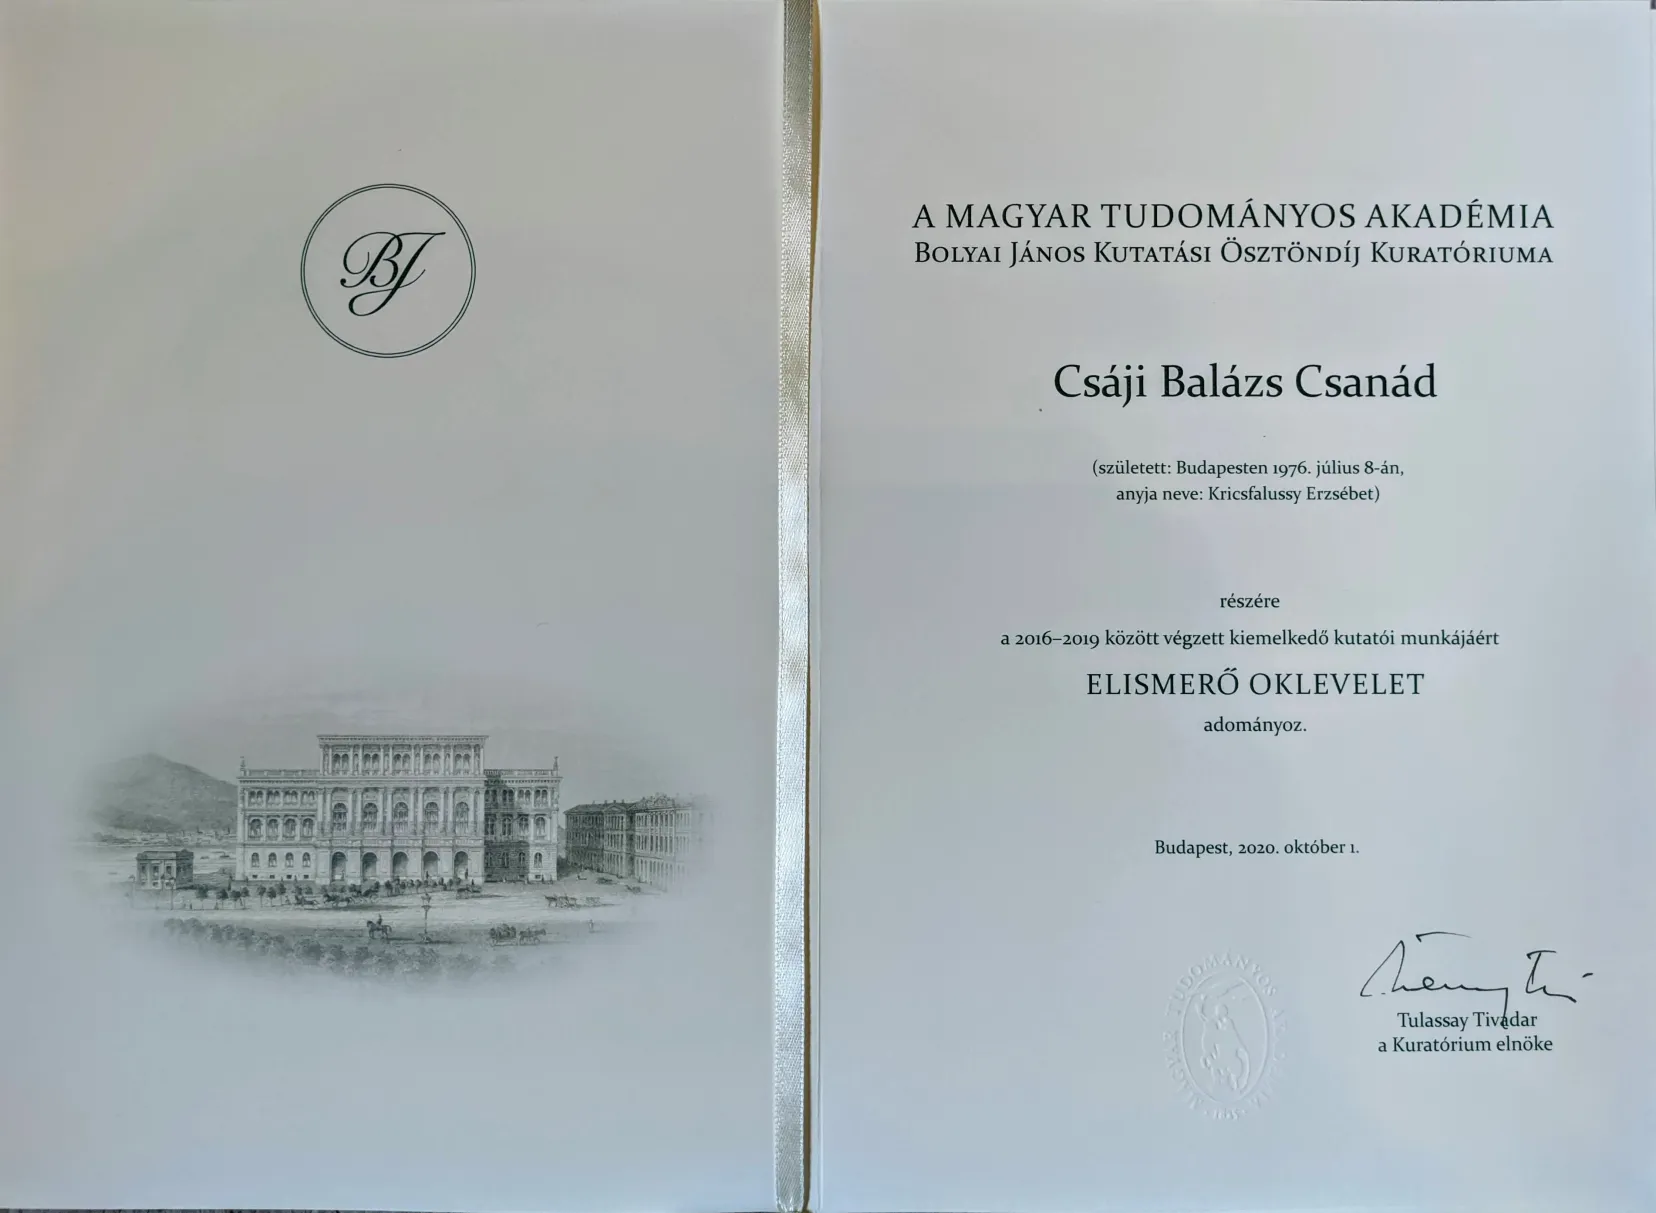 BJ
A MAGYAR TUDOMÁNYOS AKADÉMIA
BOLYAI JÁNOS KUTATÁSI ÖSZTÖNDÍJ KURATÓRIUMA
Csáji Balázs Csanád
(született: Budapesten 1976. július 8-án,
anyja neve: Kricsfalussy Erzsébet)
részére
a 2016–2019 között végzett kiemelkedő kutatói munkájáért
ELISMERŐ OKLEVELET
adományoz.
Budapest, 2020. október 1.
Tulassay Tivadar
a Kuratórium elnöke
MAGYAR TUDOMÁNYOS